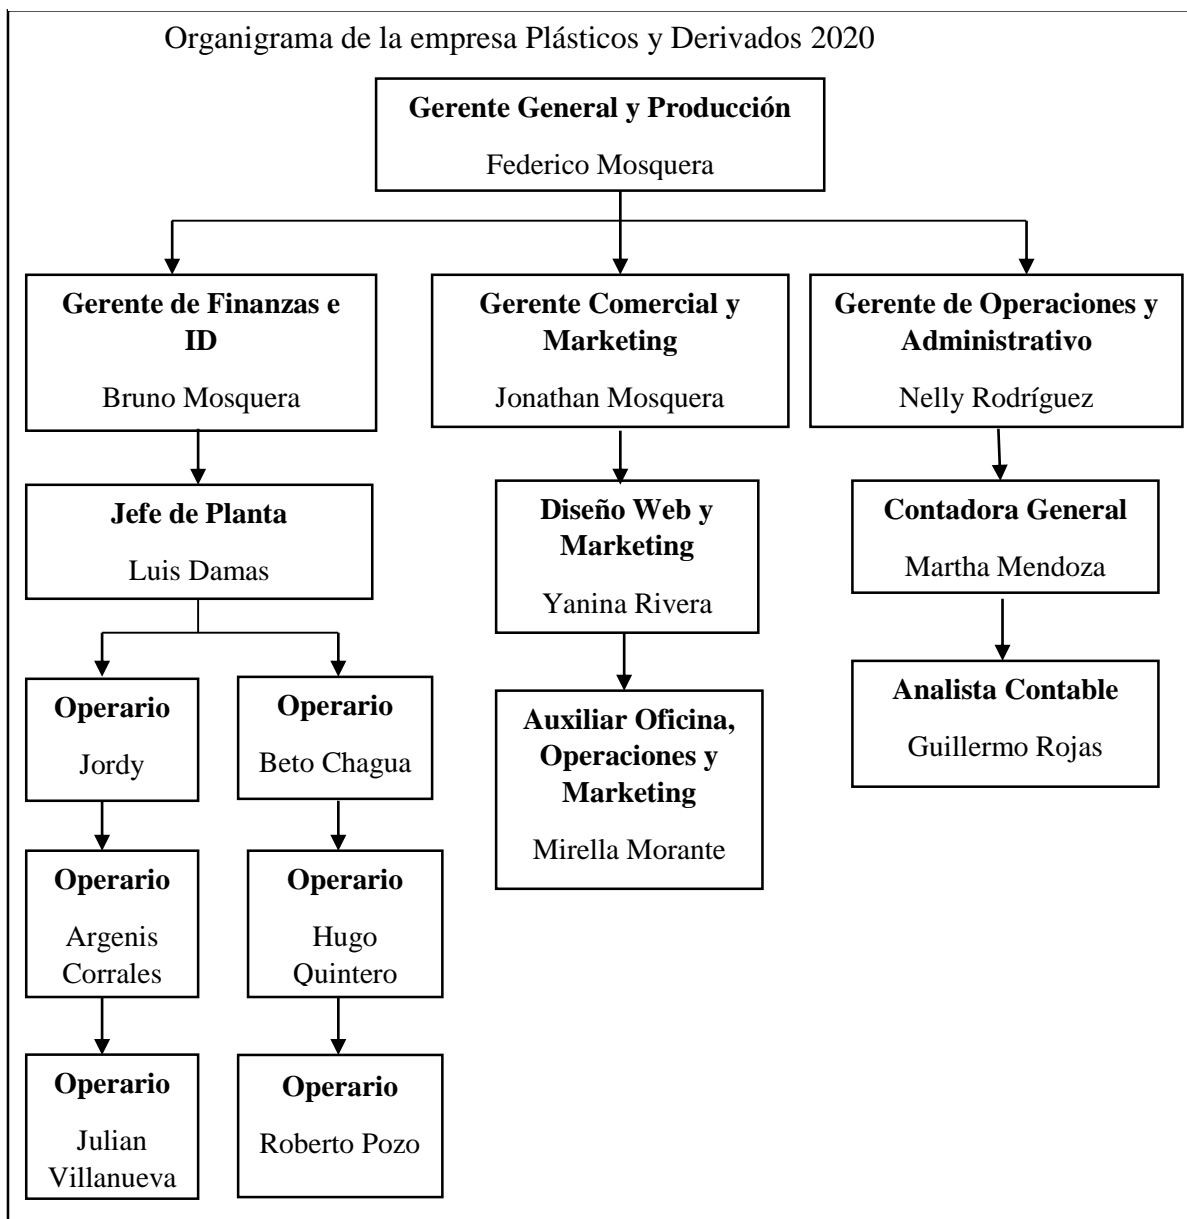 Organigrama de la empresa Plásticos y Derivados 2020
Gerente General y Producción
Federico Mosquera
Gerente de Finanzas e
ID
Bruno Mosquera
Gerente Comercial y
Marketing
Jonathan Mosquera
Gerente de Operaciones y
Administrativo
Nelly Rodríguez
Jefe de Planta
Luis Damas
Diseño Web y
Marketing
Yanina Rivera
Contadora General
Martha Mendoza
Operario
Jordy
Operario
Beto Chagua
Auxiliar Oficina,
Operaciones y
Marketing
Mirella Morante
Analista Contable
Guillermo Rojas
Operario
Argenis
Corrales
Operario
Hugo
Quintero
Operario
Julian
Villanueva
Operario
Roberto Pozo